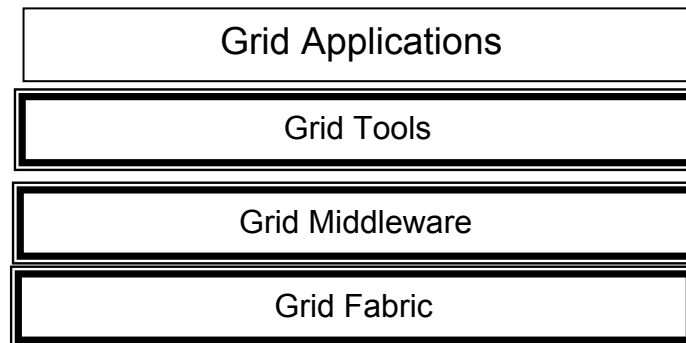 Grid Applications
Grid Tools
Grid Middleware
Grid Fabric